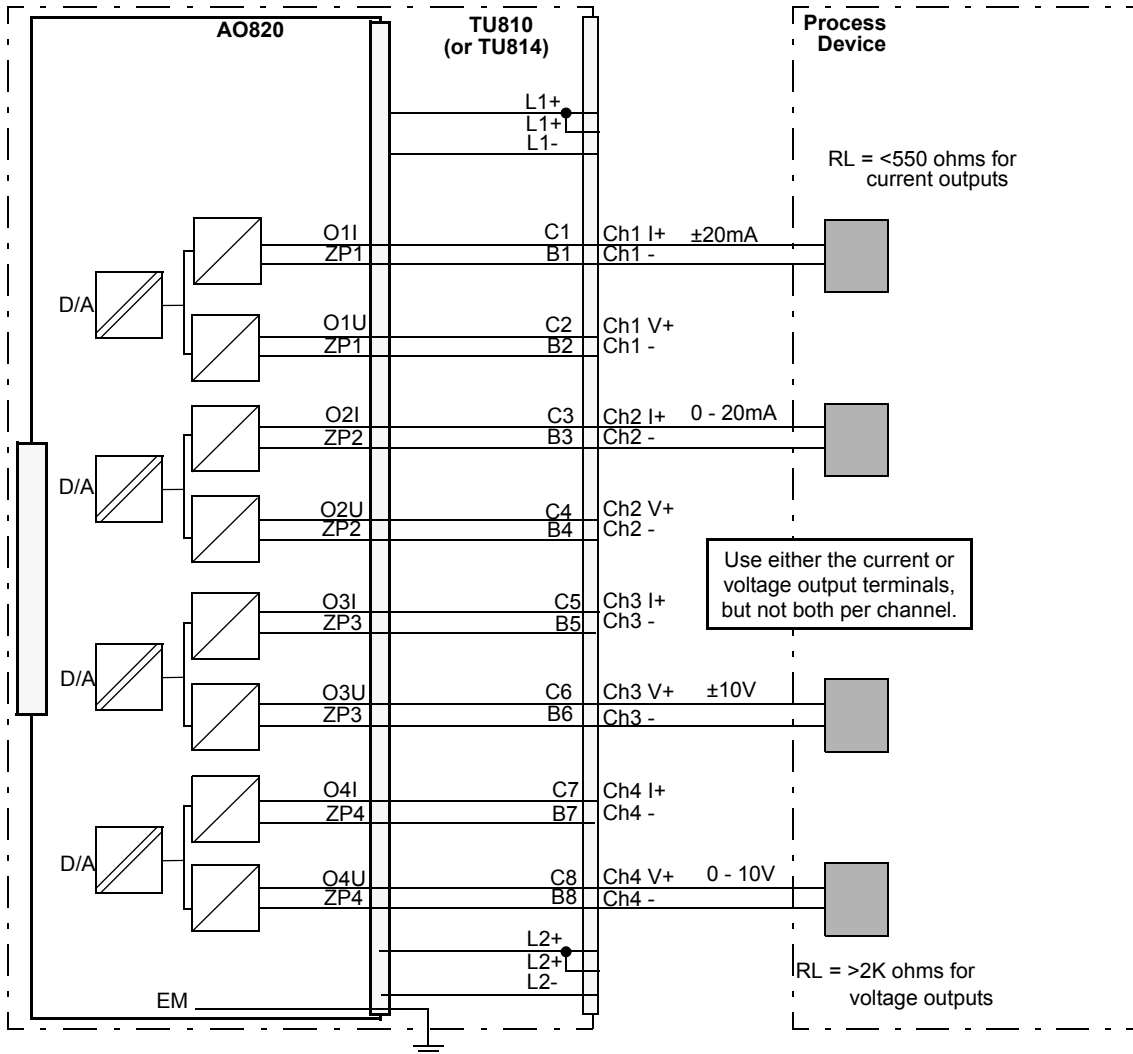 AO820
TU810
(or TU814)
Process
Device
L1+
L1+
L1-
RL = <550 ohms for
current outputs
O1I C1 Ch1 I+ ±20mA
ZP1 B1 Ch1 -
D/A
O1U C2 Ch1 V+
ZP1 B2 Ch1 -
O2I C3 Ch2 I+ 0 - 20mA
ZP2 B3 Ch2 -
D/A
O2U C4 Ch2 V+
ZP2 B4 Ch2 -
Use either the current or
voltage output terminals,
but not both per channel.
O3I C5 Ch3 I+
ZP3 B5 Ch3 -
D/A
O3U C6 Ch3 V+ ±10V
ZP3 B6 Ch3 -
O4I C7 Ch4 I+
ZP4 B7 Ch4 -
D/A
O4U C8 Ch4 V+ 0 - 10V
ZP4 B8 Ch4 -
L2+
L2+
L2-
RL = >2K ohms for
voltage outputs
EM